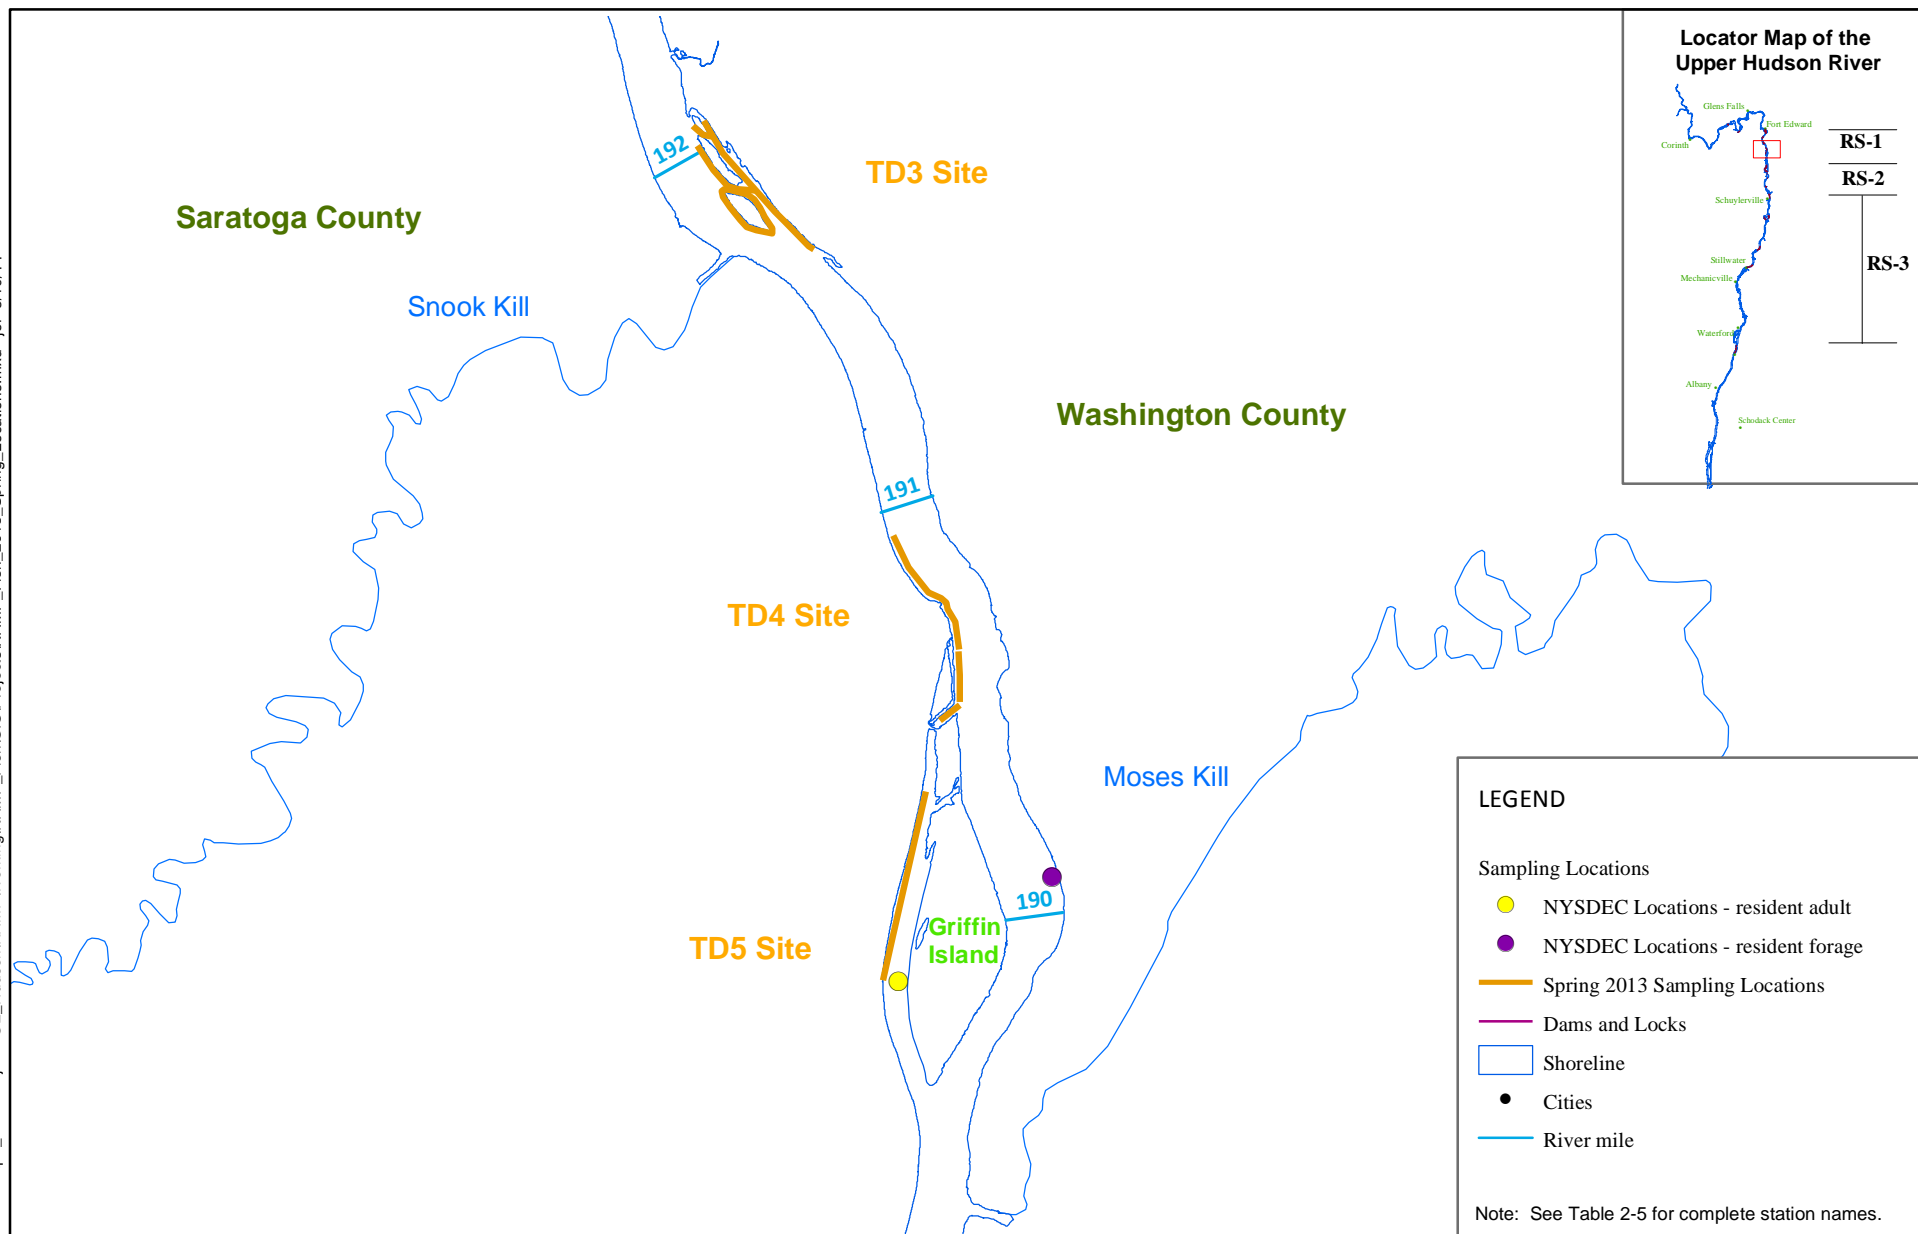 Locator Map of the
Upper Hudson River
Glens Falls
Fort Edward
Corinth
RS-1
RS-2
Schuylerville
RS-3
Stillwater
Mechanicville
Waterford
Albany
Schodack Center
192
TD3 Site
Saratoga County
Snook Kill
Washington County
191
TD4 Site
Moses Kill
190
Griffin
Island
TD5 Site
LEGEND
Sampling Locations
NYSDEC Locations - resident adult
NYSDEC Locations - resident forage
Spring 2013 Sampling Locations
Dams and Locks
Shoreline
Cities
River mile
Note: See Table 2-5 for complete station names.